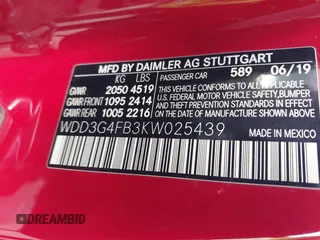 MFD BY DAIMLER AG STUTTGART
KG LBS PASSENGER CAR 589 06/19
GVWR 2050 4519 THIS VEHICLE CONFORMS TO ALL
GAWR FRONT 1095 2414 APPLICABLE U.S. FEDERAL MOTOR
GAWR REAR 1005 2216 VEHICLE SAFETY, BUMPER
AND THEFT PREVENTION
STANDARDS IN EFFECT ON THE
DATE OF MANUFACTURE
SHOWN ABOVE.
WDD3G4FB3KW025439
MADE IN MEXICO
DREAMBID